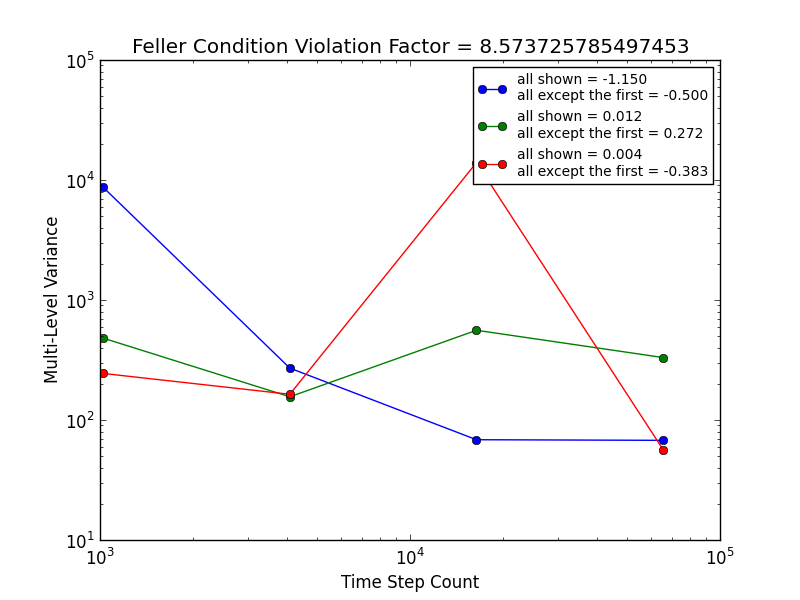 Feller Condition Violation Factor = 8.573725785497453
10^5
all shown = -1.150
all except the first = -0.500
all shown = 0.012
all except the first = 0.272
all shown = 0.004
all except the first = -0.383
10^4
10^3
10^2
10^1
Multi-Level Variance
10^3 10^4 10^5
Time Step Count